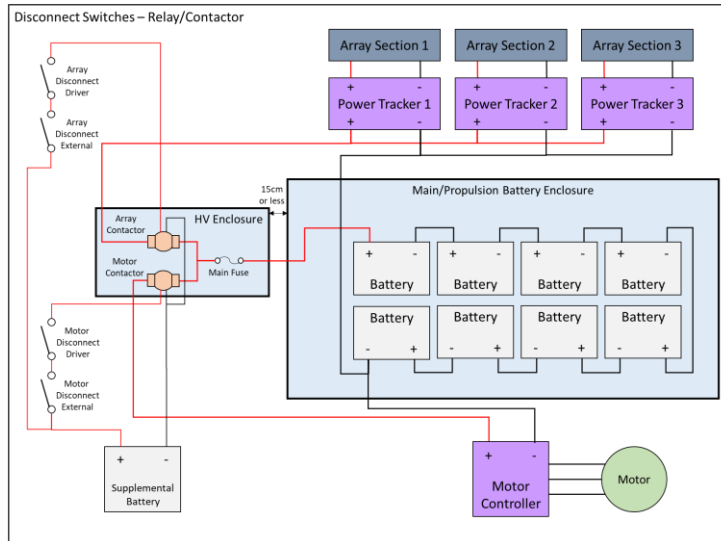 Disconnect Switches – Relay/Contactor
Array Section 1
Array Section 2
Array Section 3
+ -
Power Tracker 1
+ -
+ -
Power Tracker 2
+ -
+ -
Power Tracker 3
+ -
Array
Disconnect
Driver
Array
Disconnect
External
15cm
or less
Main/Propulsion Battery Enclosure
HV Enclosure
Array
Contactor
Motor
Contactor
Main Fuse
+ -
Battery
+ -
Battery
+ -
Battery
+ -
Battery
Battery
- +
Battery
- +
Battery
- +
Battery
- +
Motor
Disconnect
Driver
Motor
Disconnect
External
+ -
Supplemental
Battery
+ -
Motor
Controller
Motor